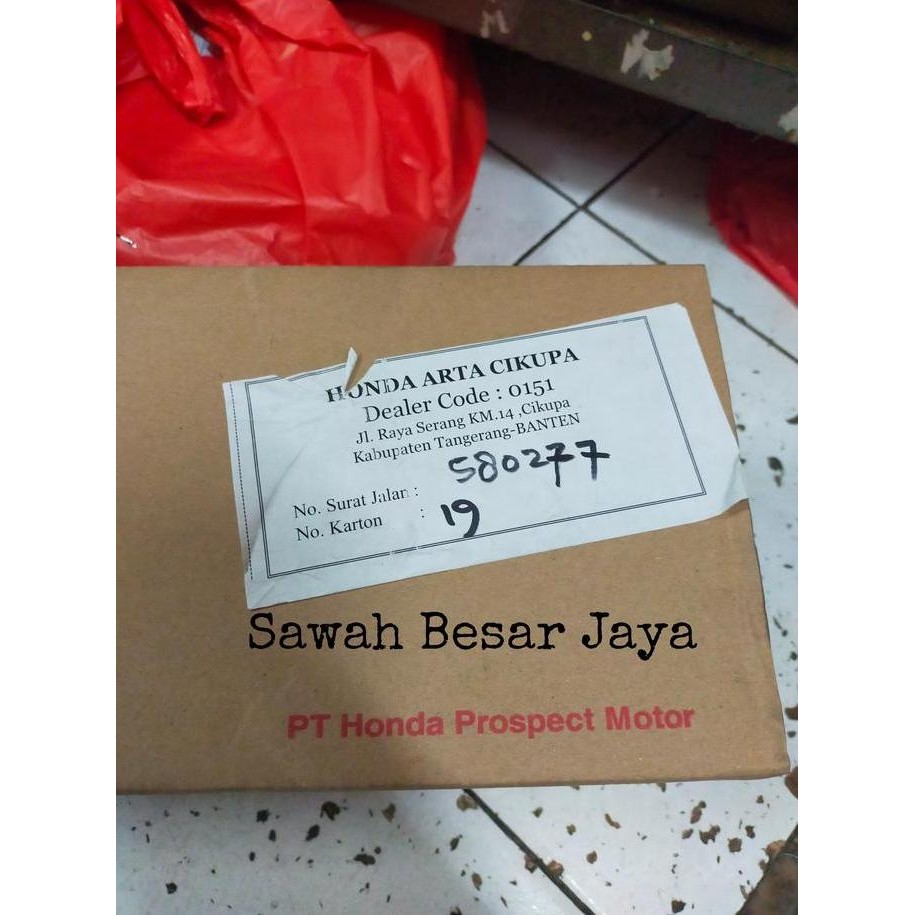 HONDA ARTA CIKUPA
Dealer Code : 0151
Jl. Raya Serang KM.14 ,Cikupa
Kabupaten Tangerang-BANTEN
No. Surat Jalan : 580277
No. Karton : 19
Sawah Besar Jaya
PT Honda Prospect Motor